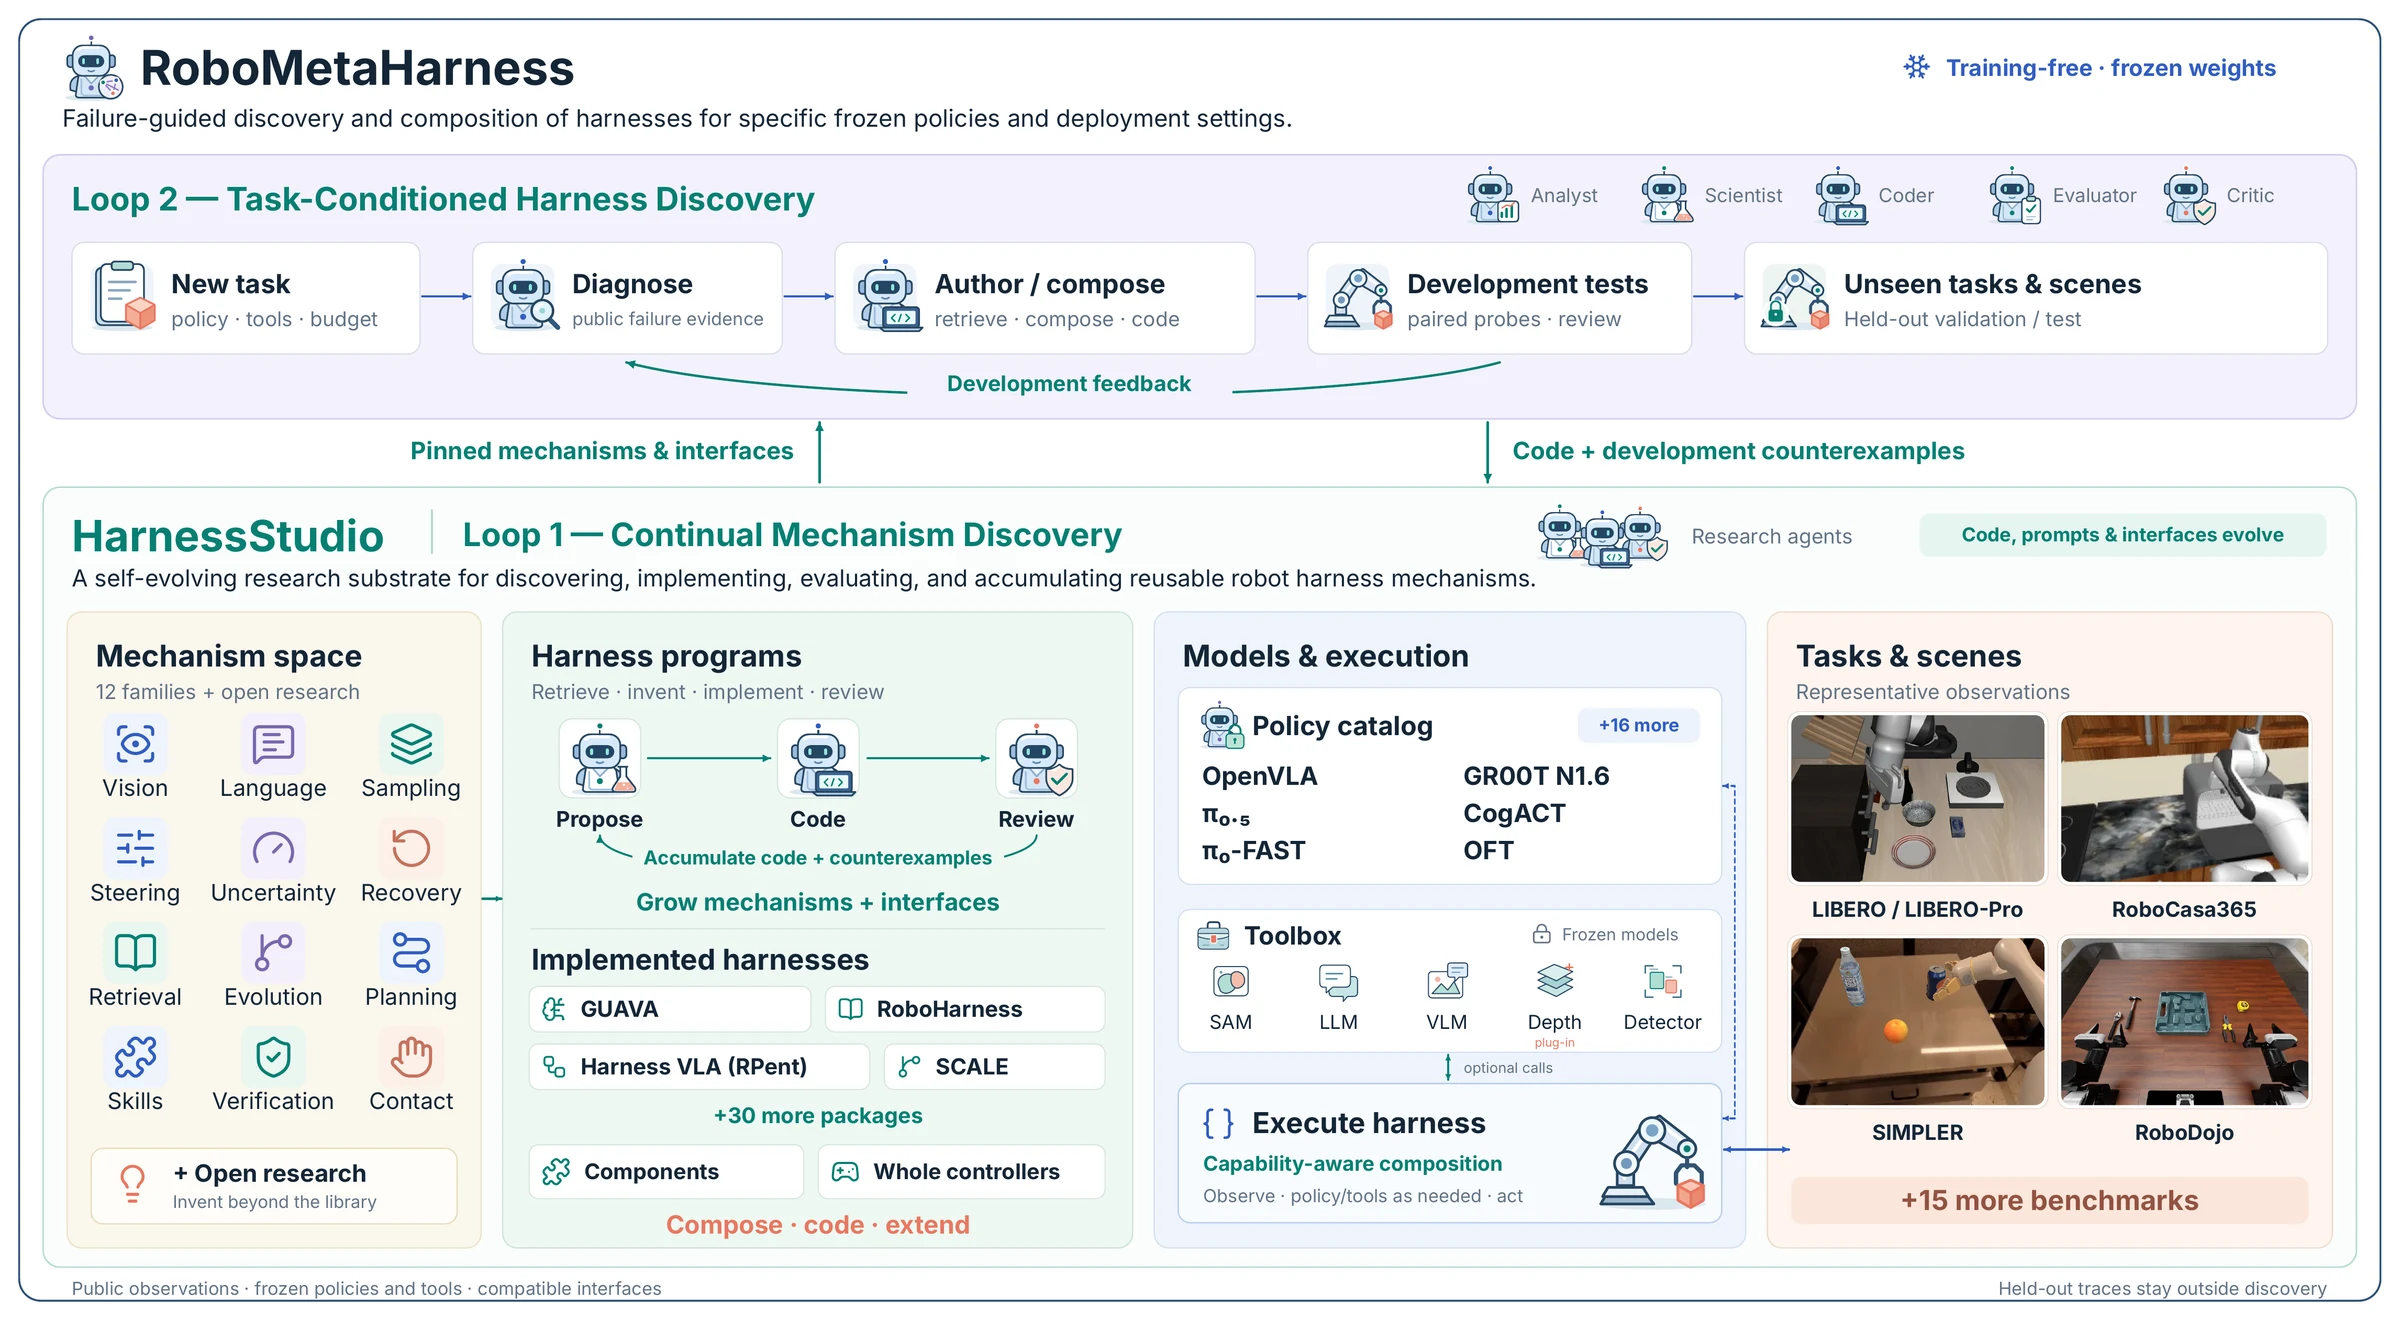 RoboMetaHarness
Training-free · frozen weights
Failure-guided discovery and composition of harnesses for specific frozen policies and deployment settings.
Loop 2 — Task-Conditioned Harness Discovery
Analyst
Scientist
Coder
Evaluator
Critic
New task
policy · tools · budget
Diagnose
public failure evidence
Author / compose
retrieve · compose · code
Development tests
paired probes · review
Unseen tasks & scenes
Held-out validation / test
Development feedback
Pinned mechanisms & interfaces
Code + development counterexamples
HarnessStudio
Loop 1 — Continual Mechanism Discovery
Research agents
Code, prompts & interfaces evolve
A self-evolving research substrate for discovering, implementing, evaluating, and accumulating reusable robot harness mechanisms.
Mechanism space
12 families + open research
Vision
Language
Sampling
Steering
Uncertainty
Recovery
Retrieval
Evolution
Planning
Skills
Verification
Contact
+ Open research
Invent beyond the library
Harness programs
Retrieve · invent · implement · review
Propose
Code
Review
Accumulate code + counterexamples
Grow mechanisms + interfaces
Implemented harnesses
GUAVA
RoboHarness
Harness VLA (RPent)
SCALE
+30 more packages
Components
Whole controllers
Compose · code · extend
Models & execution
Policy catalog
+16 more
OpenVLA
GR00T N1.6
π₀.₅
CogACT
π₀-FAST
OFT
Toolbox
Frozen models
SAM
LLM
VLM
Depth
plug-in
Detector
optional calls
{ } Execute harness
Capability-aware composition
Observe · policy/tools as needed · act
Tasks & scenes
Representative observations
LIBERO / LIBERO-Pro
RoboCasa365
SIMPLER
RoboDojo
+15 more benchmarks
Public observations · frozen policies and tools · compatible interfaces
Held-out traces stay outside discovery